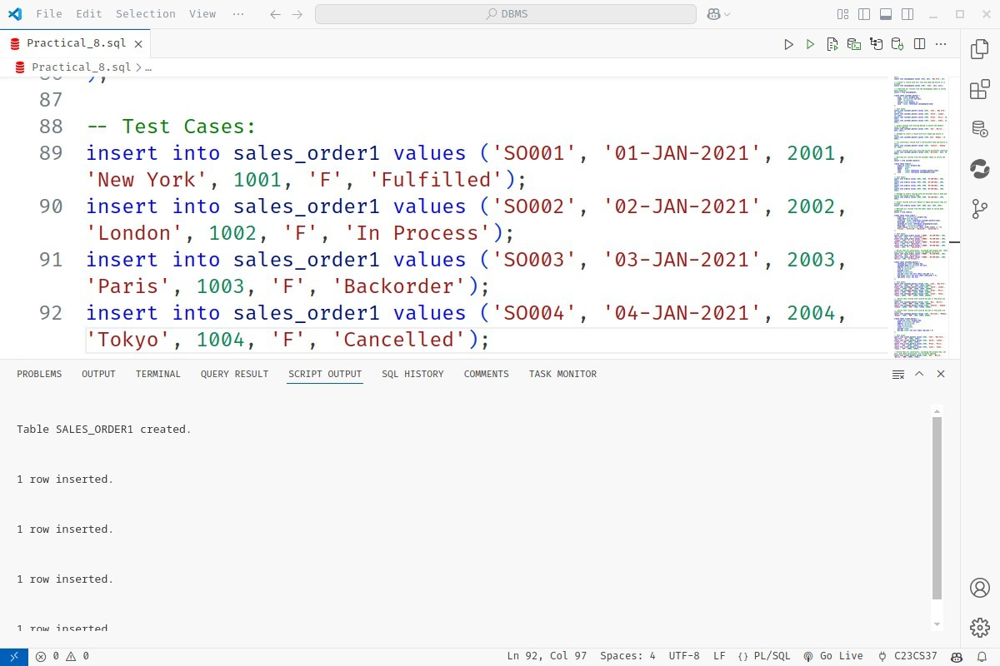 File Edit Selection View ··· DBMS
Practical_8.sql
Practical_8.sql > ...
87
88 -- Test Cases:
89 insert into sales_order1 values ('SO001', '01-JAN-2021', 2001,
'New York', 1001, 'F', 'Fulfilled');
90 insert into sales_order1 values ('SO002', '02-JAN-2021', 2002,
'London', 1002, 'F', 'In Process');
91 insert into sales_order1 values ('SO003', '03-JAN-2021', 2003,
'Paris', 1003, 'F', 'Backorder');
92 insert into sales_order1 values ('SO004', '04-JAN-2021', 2004,
'Tokyo', 1004, 'F', 'Cancelled');
PROBLEMS OUTPUT TERMINAL QUERY RESULT SCRIPT OUTPUT SQL HISTORY COMMENTS TASK MONITOR
Table SALES_ORDER1 created.
1 row inserted.
1 row inserted.
1 row inserted.
1 row inserted
0 0 Ln 92, Col 97 Spaces: 4 UTF-8 LF {} PL/SQL Go Live C23CS37